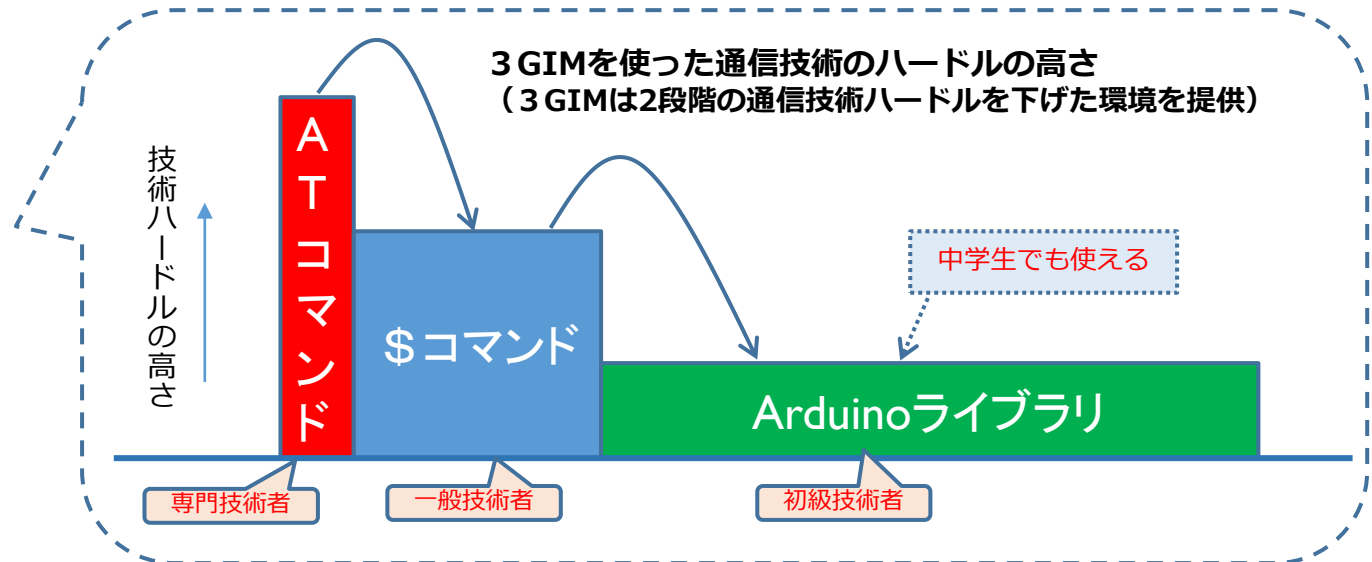 ３GIMを使った通信技術のハードルの高さ
（３GIMは2段階の通信技術ハードルを下げた環境を提供）
技術ハードルの高さ
ATコマンド
＄コマンド
中学生でも使える
Arduinoライブラリ
専門技術者
一般技術者
初級技術者